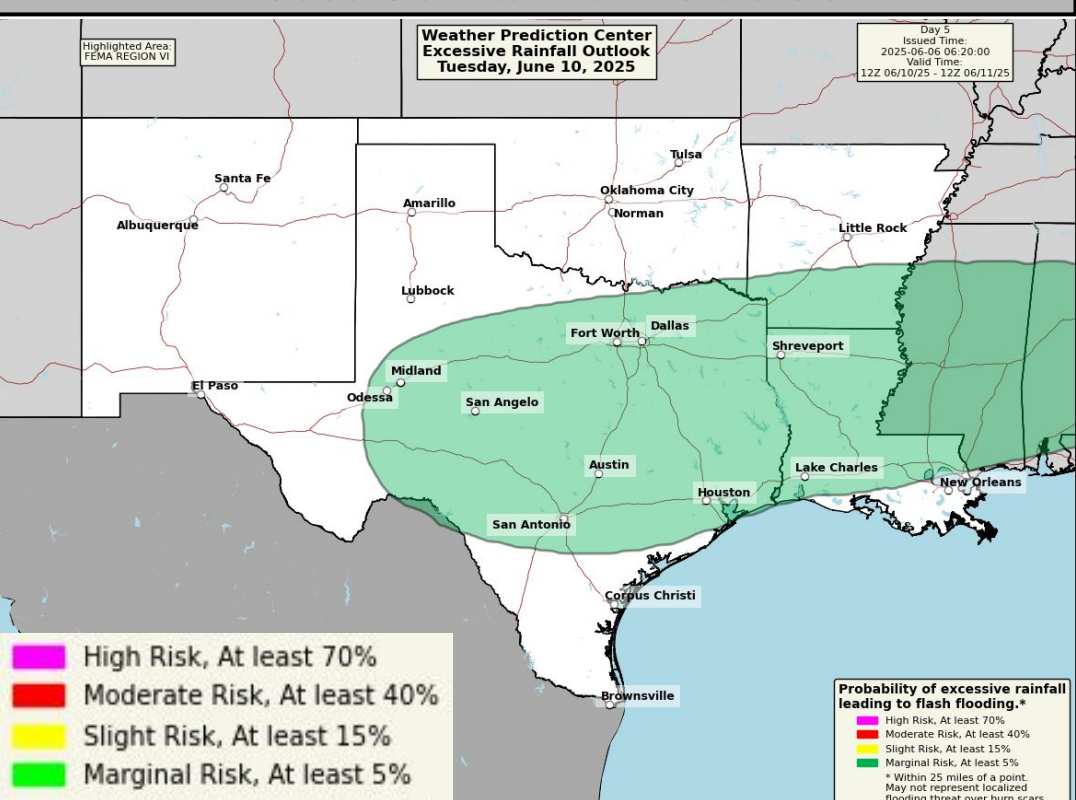 Highlighted Area:
FEMA REGION VI
Weather Prediction Center
Excessive Rainfall Outlook
Tuesday, June 10, 2025
Day 5
Issued Time:
2025-06-06 06:20:00
Valid Time:
12Z 06/10/25 - 12Z 06/11/25
Tulsa
Santa Fe
Oklahoma City
Amarillo
Norman
Albuquerque
Little Rock
Lubbock
Dallas
Fort Worth
Shreveport
Midland
El Paso
Odessa
San Angelo
Austin
Lake Charles
New Orleans
Houston
San Antonio
Corpus Christi
Brownsville
High Risk, At least 70%
Moderate Risk, At least 40%
Slight Risk, At least 15%
Marginal Risk, At least 5%
Probability of excessive rainfall
leading to flash flooding.*
High Risk, At least 70%
Moderate Risk, At least 40%
Slight Risk, At least 15%
Marginal Risk, At least 5%
* Within 25 miles of a point.
May not represent localized
flooding threat over burn scars